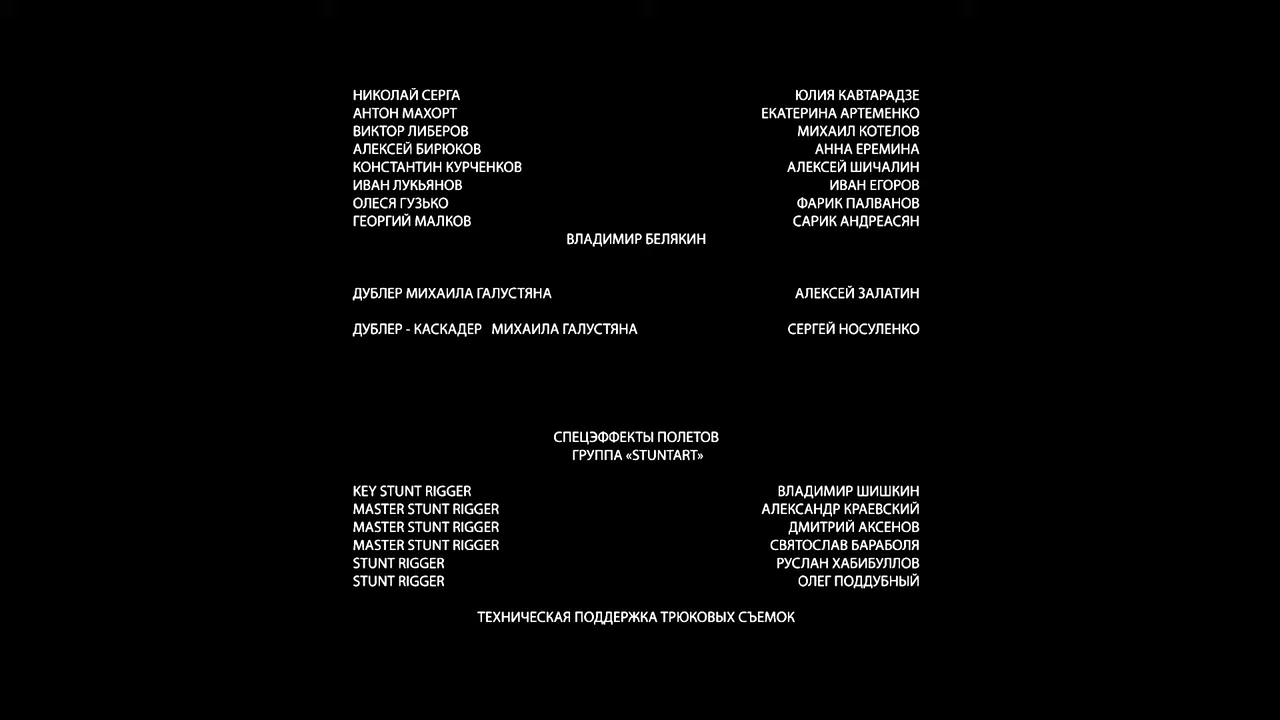 НИКОЛАЙ СЕРГА ЮЛИЯ КАВТАРАДЗЕ
АНТОН МАХОРТ ЕКАТЕРИНА АРТЕМЕНКО
ВИКТОР ЛИБЕРОВ МИХАИЛ КОТЕЛОВ
АЛЕКСЕЙ БИРЮКОВ АННА ЕРЕМИНА
КОНСТАНТИН КУРЧЕНКОВ АЛЕКСЕЙ ШИЧАЛИН
ИВАН ЛУКЬЯНОВ ИВАН ЕГОРОВ
ОЛЕСЯ ГУЗЬКО ФАРИК ПАЛВАНОВ
ГЕОРГИЙ МАЛКОВ САРИК АНДРЕАСЯН
ВЛАДИМИР БЕЛЯКИН
ДУБЛЕР МИХАИЛА ГАЛУСТЯНА АЛЕКСЕЙ ЗАЛАТИН
ДУБЛЕР - КАСКАДЕР МИХАИЛА ГАЛУСТЯНА СЕРГЕЙ НОСУЛЕНКО
СПЕЦЭФФЕКТЫ ПОЛЕТОВ
ГРУППА «STUNTART»
KEY STUNT RIGGER ВЛАДИМИР ШИШКИН
MASTER STUNT RIGGER АЛЕКСАНДР КРАЕВСКИЙ
MASTER STUNT RIGGER ДМИТРИЙ АКСЕНОВ
MASTER STUNT RIGGER СВЯТОСЛАВ БАРАБОЛЯ
STUNT RIGGER РУСЛАН ХАБИБУЛЛОВ
STUNT RIGGER ОЛЕГ ПОДДУБНЫЙ
ТЕХНИЧЕСКАЯ ПОДДЕРЖКА ТРЮКОВЫХ СЪЕМОК